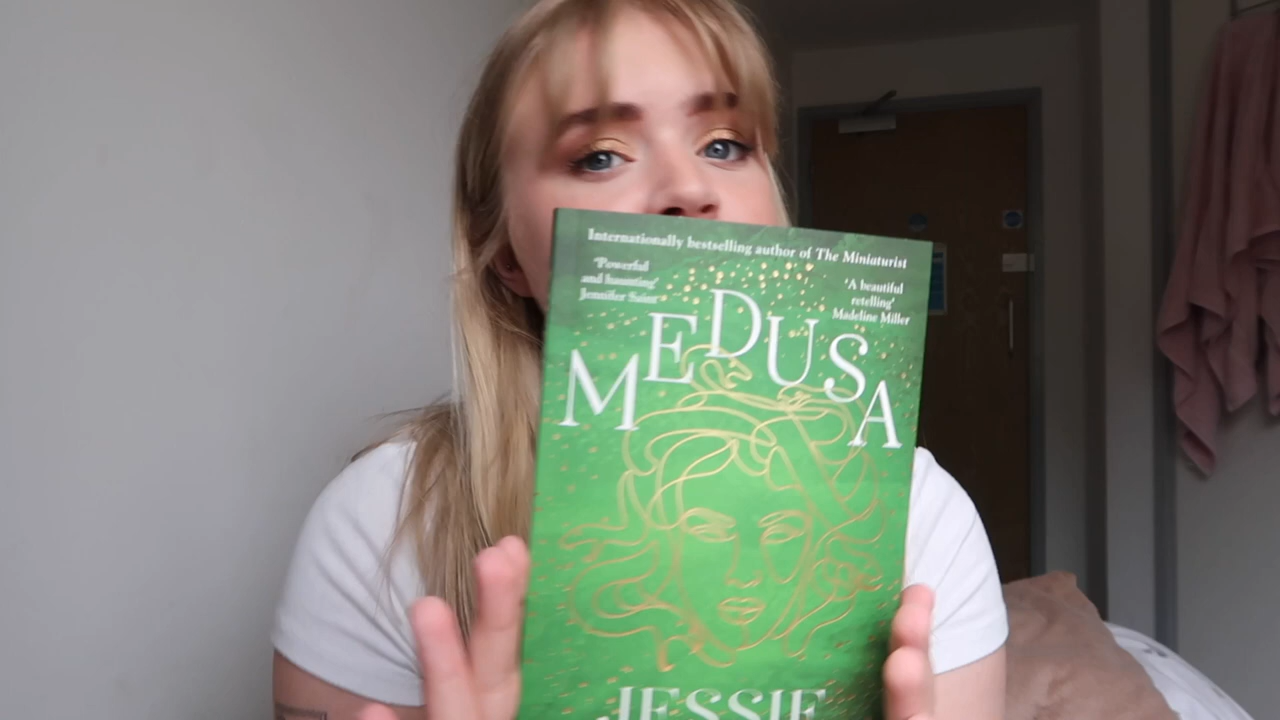 Internationally bestselling author of The Miniaturist
'Powerful
and haunting'
Jennifer Saint
'A beautiful
retelling'
Madeline Miller
MEDUSA
JESSIE